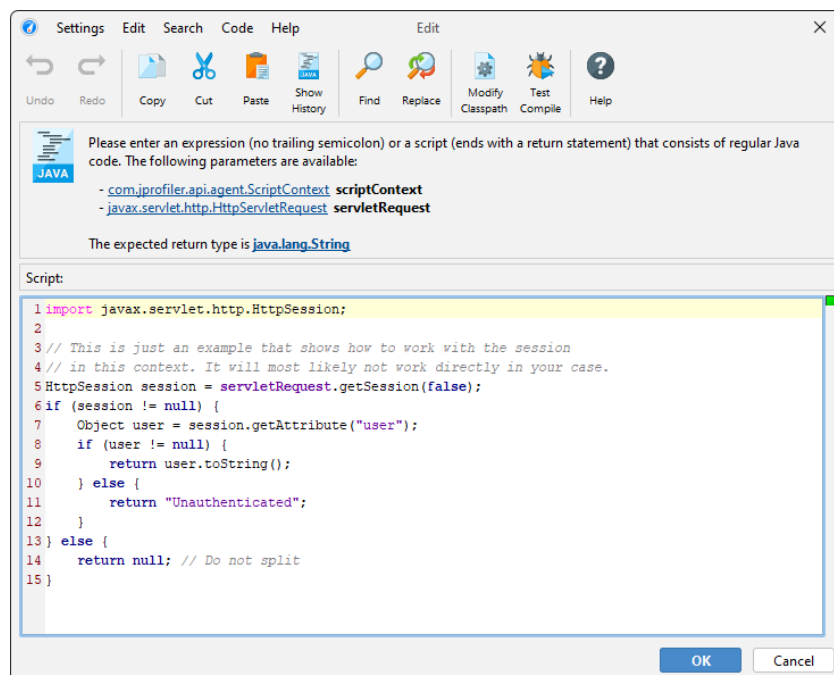 Settings Edit Search Code Help Edit
Undo Redo Copy Cut Paste Show History Find Replace Modify Classpath Test Compile Help
JAVA
JAVA
Please enter an expression (no trailing semicolon) or a script (ends with a return statement) that consists of regular Java
code. The following parameters are available:
- com.jprofiler.api.agent.ScriptContext scriptContext
- javax.servlet.http.HttpServletRequest servletRequest
The expected return type is java.lang.String
Script:
1 import javax.servlet.http.HttpSession;
2
3 // This is just an example that shows how to work with the session
4 // in this context. It will most likely not work directly in your case.
5 HttpSession session = servletRequest.getSession(false);
6 if (session != null) {
7     Object user = session.getAttribute("user");
8     if (user != null) {
9         return user.toString();
10     } else {
11         return "Unauthenticated";
12     }
13 } else {
14     return null; // Do not split
15 }
OK Cancel